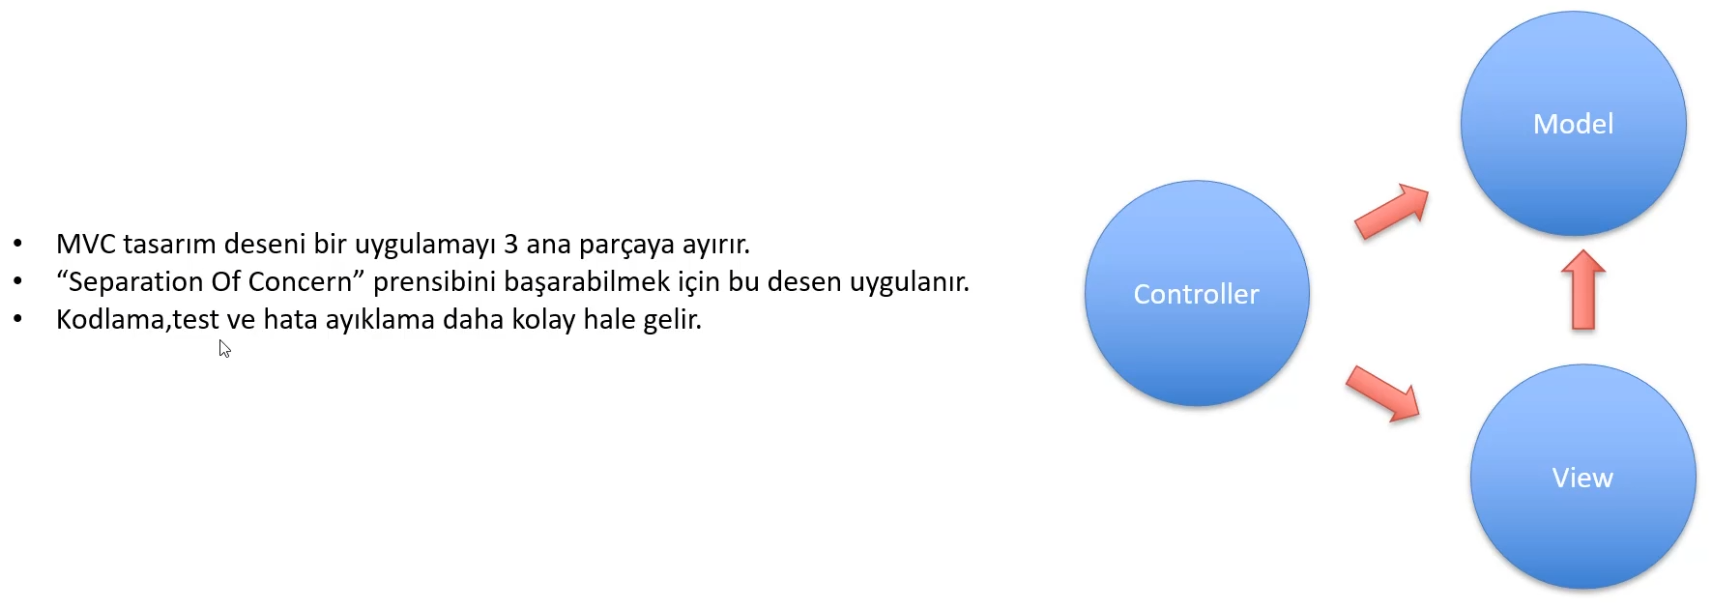 • MVC tasarım deseni bir uygulamayı 3 ana parçaya ayırır.
• “Separation Of Concern” prensibini başarabilmek için bu desen uygulanır.
• Kodlama,test ve hata ayıklama daha kolay hale gelir.
Model
Controller
View